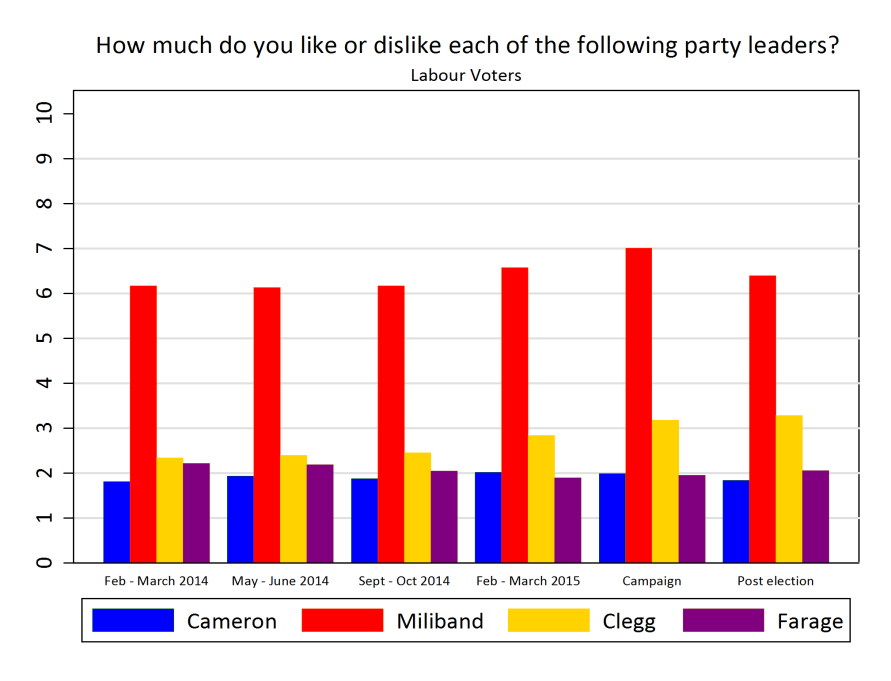 How much do you like or dislike each of the following party leaders?
Labour Voters
10
9
8
7
6
5
4
3
2
1
0
Feb - March 2014 May - June 2014 Sept - Oct 2014 Feb - March 2015 Campaign Post election
Cameron Miliband Clegg Farage